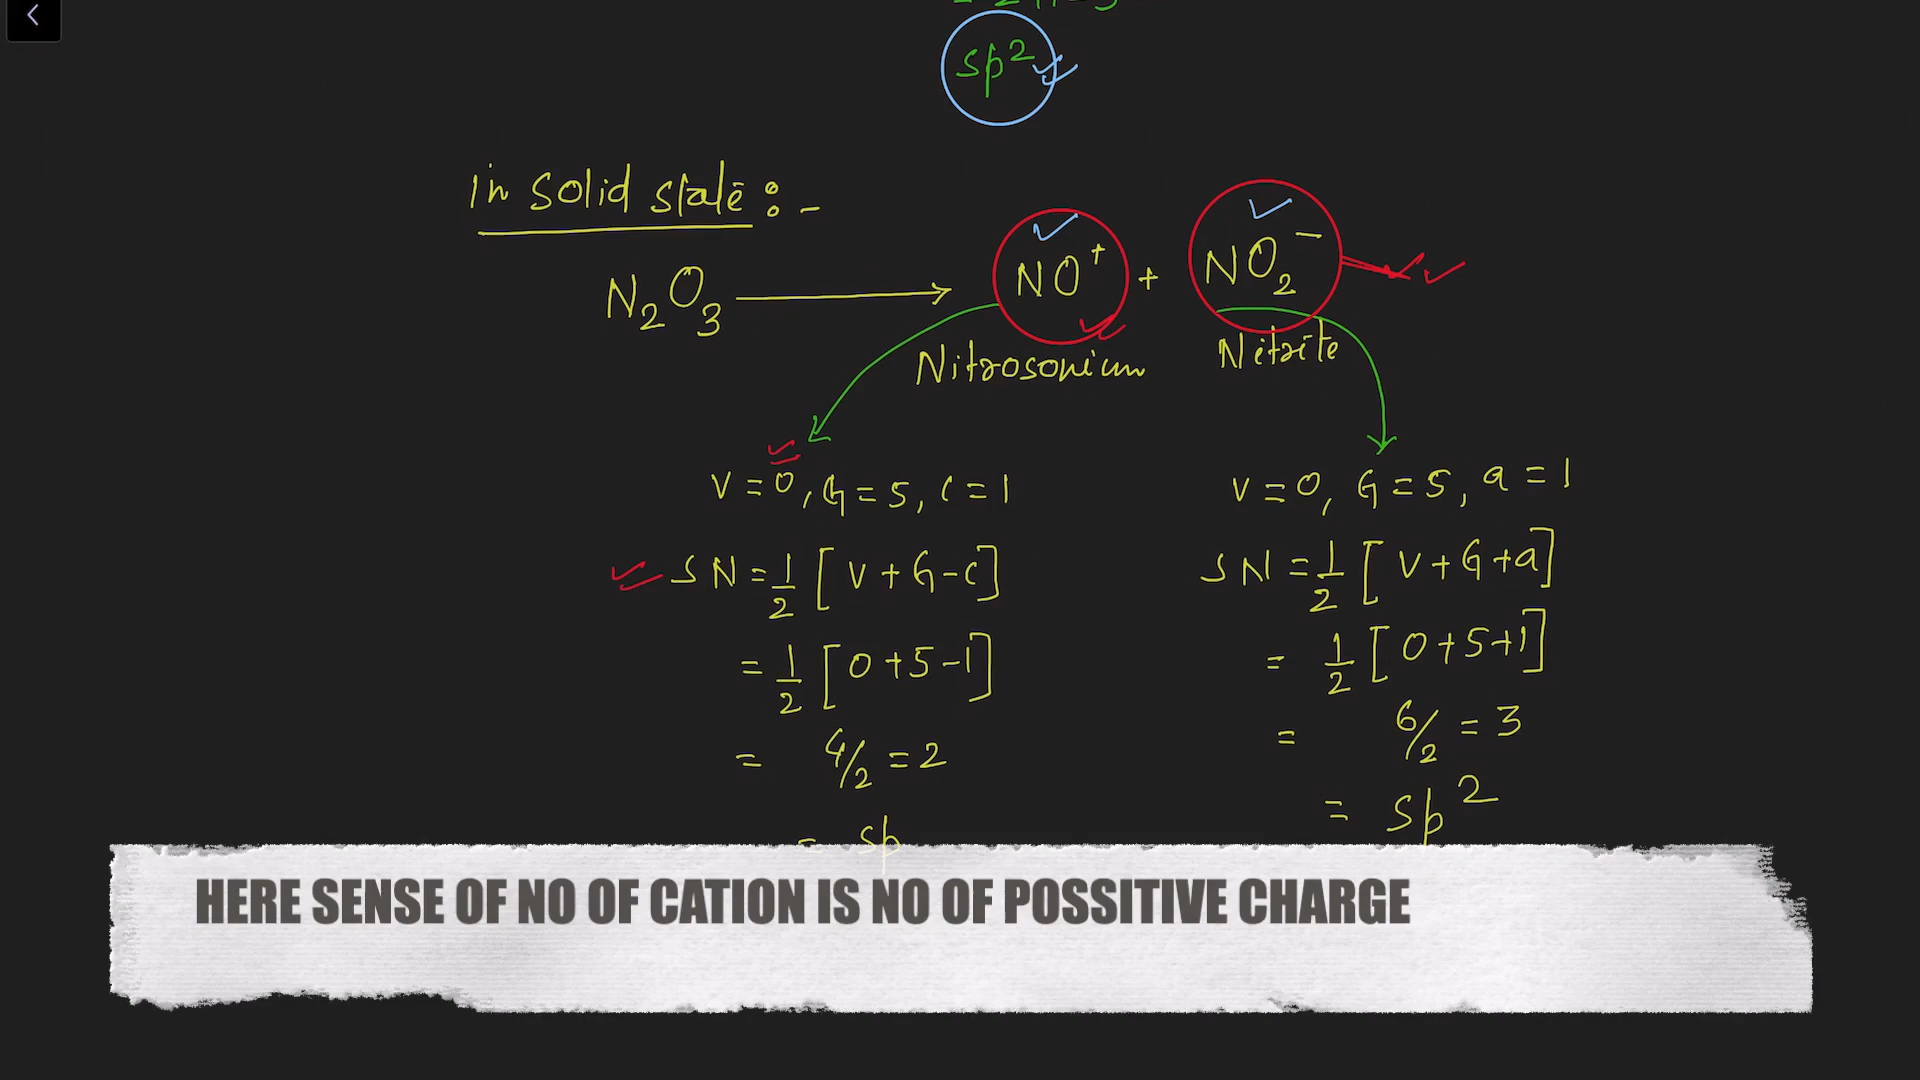 sp²
In solid state :-
N₂O₃ ⟶ NO⁺ + NO₂⁻
Nitrosonium Nitrite
V = 0, G = 5, C = 1
SN = 1/2 [V + G - C]
= 1/2 [0 + 5 - 1]
= 4/2 = 2
= sp
V = 0, G = 5, a = 1
SN = 1/2 [V + G + a]
= 1/2 [0 + 5 + 1]
= 6/2 = 3
= sp²
HERE SENSE OF NO OF CATION IS NO OF POSSITIVE CHARGE